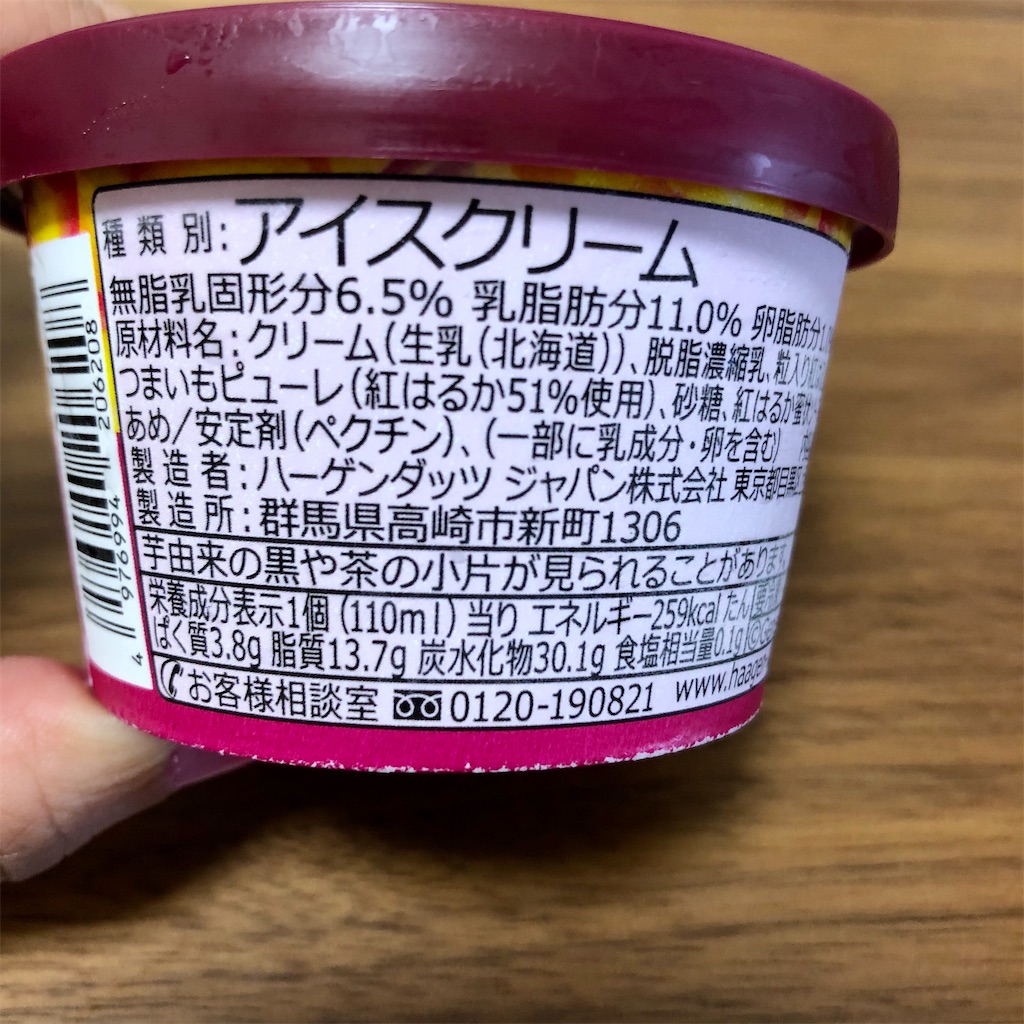 種類別:アイスクリーム
無脂乳固形分6.5% 乳脂肪分11.0% 卵脂肪分1.
原材料名:クリーム(生乳(北海道))、脱脂濃縮乳、粒入り
つまいもピューレ(紅はるか51%使用)、砂糖、紅はるか蜜
あめ/安定剤(ペクチン)、(一部に乳成分・卵を含む)
製造者:ハーゲンダッツ ジャパン株式会社 東京都目黒区
製造所:群馬県高崎市新町1306
芋由来の黒や茶の小片が見られることがあります
栄養成分表示1個(110ml)当り エネルギー259kcal たん
ぱく質3.8g 脂質13.7g 炭水化物30.1g 食塩相当量0.1g
お客様相談室 0120-190821 www.haage
4 976994 206208